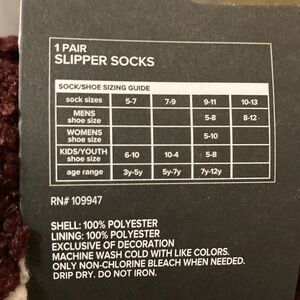 1 PAIR
SLIPPER SOCKS
SOCK/SHOE SIZING GUIDE
sock sizes 5-7 7-9 9-11 10-13
MENS shoe size 5-8 8-12
WOMENS shoe size 5-10
KIDS/YOUTH shoe size 6-10 10-4 5-8
age range 3y-5y 5y-7y 7y-12y
RN# 109947
SHELL: 100% POLYESTER
LINING: 100% POLYESTER
EXCLUSIVE OF DECORATION
MACHINE WASH COLD WITH LIKE COLORS.
ONLY NON-CHLORINE BLEACH WHEN NEEDED.
DRIP DRY. DO NOT IRON.